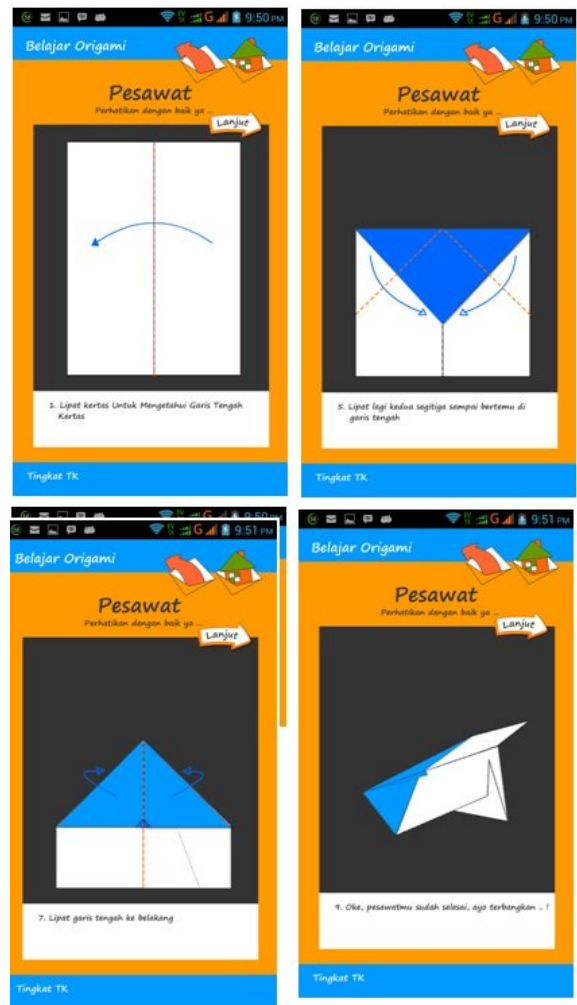 9:50 PM
Belajar Origami
Pesawat
Perhatikan dengan baik ya ...
Lanjut
1. Lipat kertas Untuk Mengetahui Garis Tengah
Kertas
Tingkat TK
9:50 PM
Belajar Origami
Pesawat
Perhatikan dengan baik ya ...
Lanjut
5. Lipat lagi kedua segitiga sampai bertemu di
garis tengah
Tingkat TK
9:50 PM
9:51 PM
Belajar Origami
Pesawat
Perhatikan dengan baik ya ...
Lanjut
7. Lipat garis tengah ke belakang
Tingkat TK
9:51 PM
Belajar Origami
Pesawat
Perhatikan dengan baik ya ...
Lanjut
9. Oke, pesawatmu sudah selesai, ayo terbangkan .. !
Tingkat TK